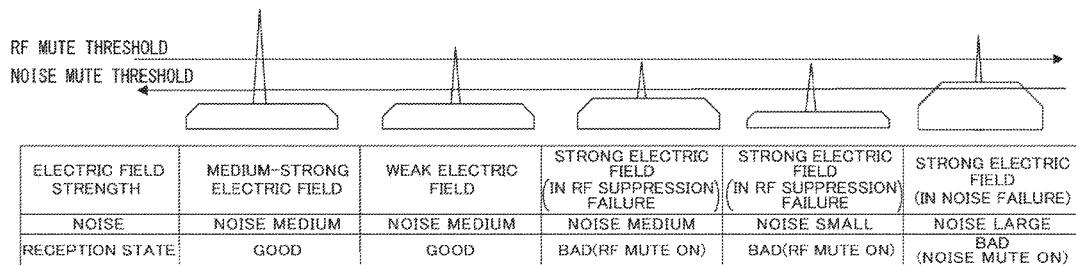 RF MUTE THRESHOLD
NOISE MUTE THRESHOLD
ELECTRIC FIELD
STRENGTH
MEDIUM-STRONG
ELECTRIC FIELD
WEAK ELECTRIC
FIELD
STRONG ELECTRIC
FIELD
(IN RF SUPPRESSION
FAILURE)
STRONG ELECTRIC
FIELD
(IN RF SUPPRESSION
FAILURE)
STRONG ELECTRIC
FIELD
(IN NOISE FAILURE)
NOISE
NOISE MEDIUM
NOISE MEDIUM
NOISE MEDIUM
NOISE SMALL
NOISE LARGE
RECEPTION STATE
GOOD
GOOD
BAD(RF MUTE ON)
BAD(RF MUTE ON)
BAD
(NOISE MUTE ON)